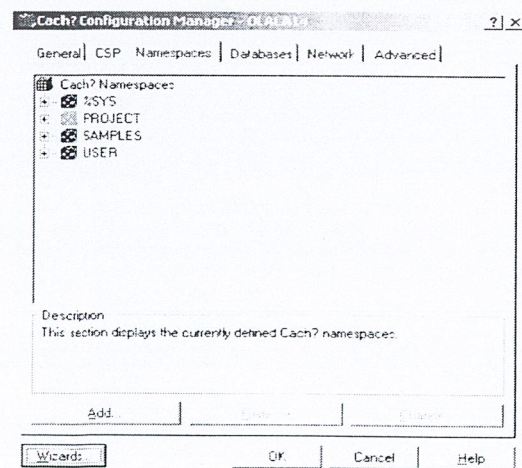 Cach? Configuration Manager
General CSP Namespaces Databases Network Advanced
Cach? Namespaces
%SYS
PROJECT
SAMPLES
USER
Description
This section displays the currently defined Cach? namespaces.
Add...
Wizards... OK Cancel Help